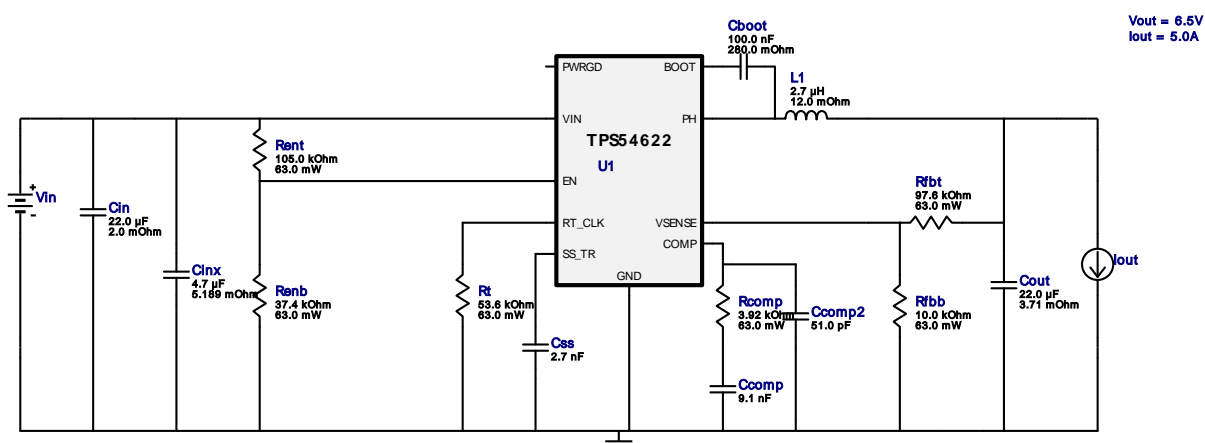 Vout = 6.5V
Iout = 5.0A
Cboot
100.0 nF
280.0 mOhm
PWRGD
BOOT
L1
2.7 µH
12.0 mOhm
VIN
PH
TPS54622
U1
Rent
105.0 kOhm
63.0 mW
EN
Vin
+
-
Cin
22.0 µF
2.0 mOhm
Rfbt
97.6 kOhm
63.0 mW
RT_CLK
VSENSE
COMP
SS_TR
GND
Cinx
4.7 µF
5.189 mOhm
Renb
37.4 kOhm
63.0 mW
Rt
53.6 kOhm
63.0 mW
Rcomp
3.92 kOhm
63.0 mW
Ccomp2
51.0 pF
Rfbb
10.0 kOhm
63.0 mW
Cout
22.0 µF
3.71 mOhm
Iout
Css
2.7 nF
Ccomp
9.1 nF